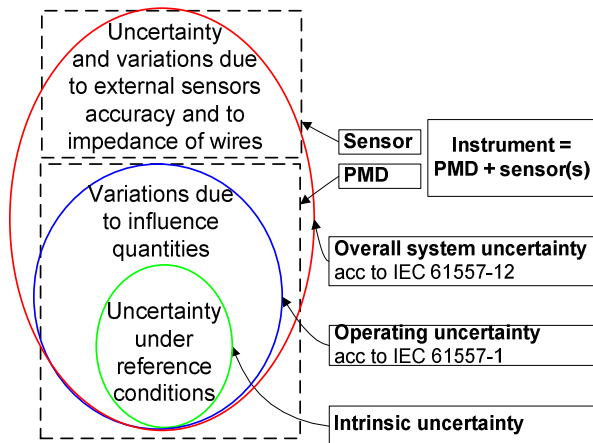 Uncertainty
and variations due
to external sensors
accuracy and to
impedance of wires
Sensor
PMD
Instrument =
PMD + sensor(s)
Variations due
to influence
quantities
Overall system uncertainty
acc to IEC 61557-12
Uncertainty
under
reference
conditions
Operating uncertainty
acc to IEC 61557-1
Intrinsic uncertainty